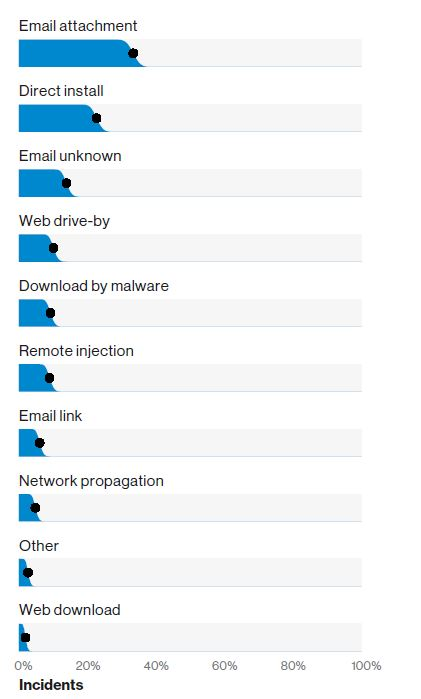 Email attachment
Direct install
Email unknown
Web drive-by
Download by malware
Remote injection
Email link
Network propagation
Other
Web download
0% 20% 40% 60% 80% 100%
Incidents